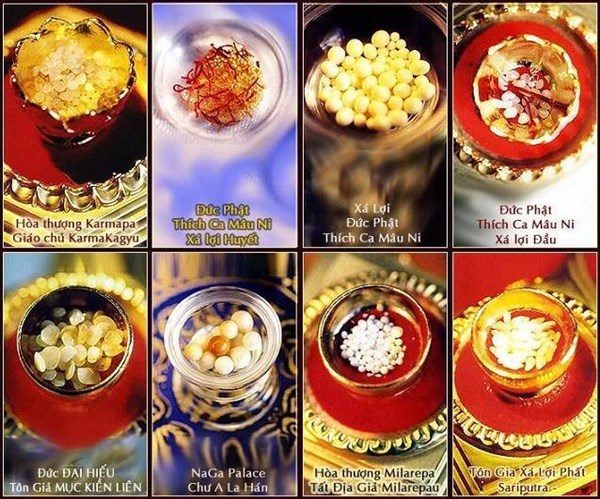 Hòa thượng Karmapa
Giáo chủ KarmaKagyu
Đức Phật
Thích Ca Mâu Ni
Xá lợi Huyết
Xá Lợi
Đức Phật
Thích Ca Mâu Ni
Đức Phật
Thích Ca Mâu Ni
Xá lợi Đầu
Đức ĐẠI HIẾU
Tôn Giả MỤC KIỀN LIÊN
NaGa Palace
Chư A La Hán
Hòa thượng Milarepa
Tất Địa Giả Milarepau
Tôn Gia Xá Lợi Phất
Sariputra.